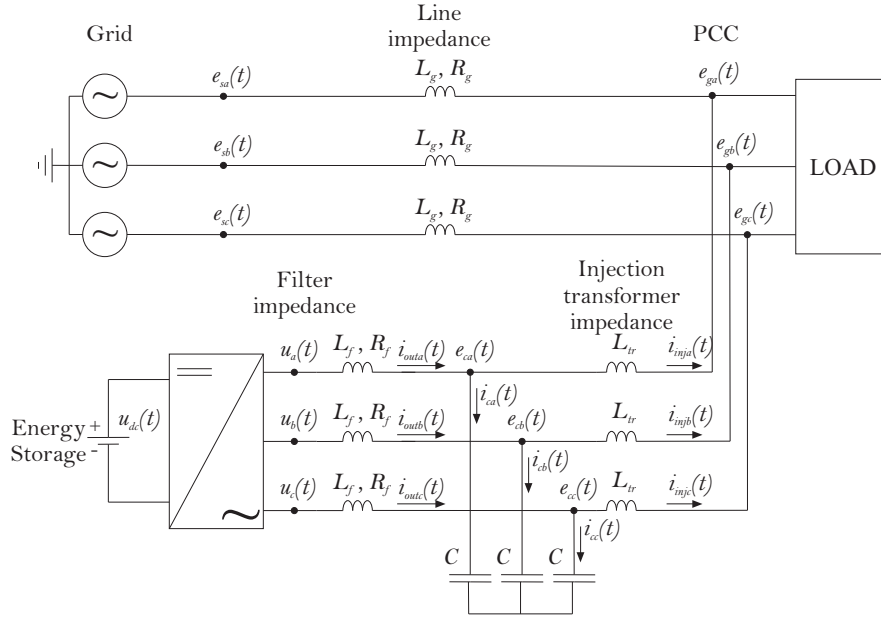 Grid
Line
impedance
PCC
e_sa(t)
L_g, R_g
e_ga(t)
e_sb(t)
L_g, R_g
e_gb(t)
LOAD
e_sc(t)
L_g, R_g
e_gc(t)
Filter
impedance
Injection
transformer
impedance
u_a(t)
L_f, R_f
i_outa(t)
e_ca(t)
L_tr
i_inja(t)
i_ca(t)
Energy
Storage
+
-
u_dc(t)
u_b(t)
L_f, R_f
i_outb(t)
e_cb(t)
L_tr
i_injb(t)
i_cb(t)
u_c(t)
L_f, R_f
i_outc(t)
e_cc(t)
L_tr
i_injc(t)
i_cc(t)
C
C
C